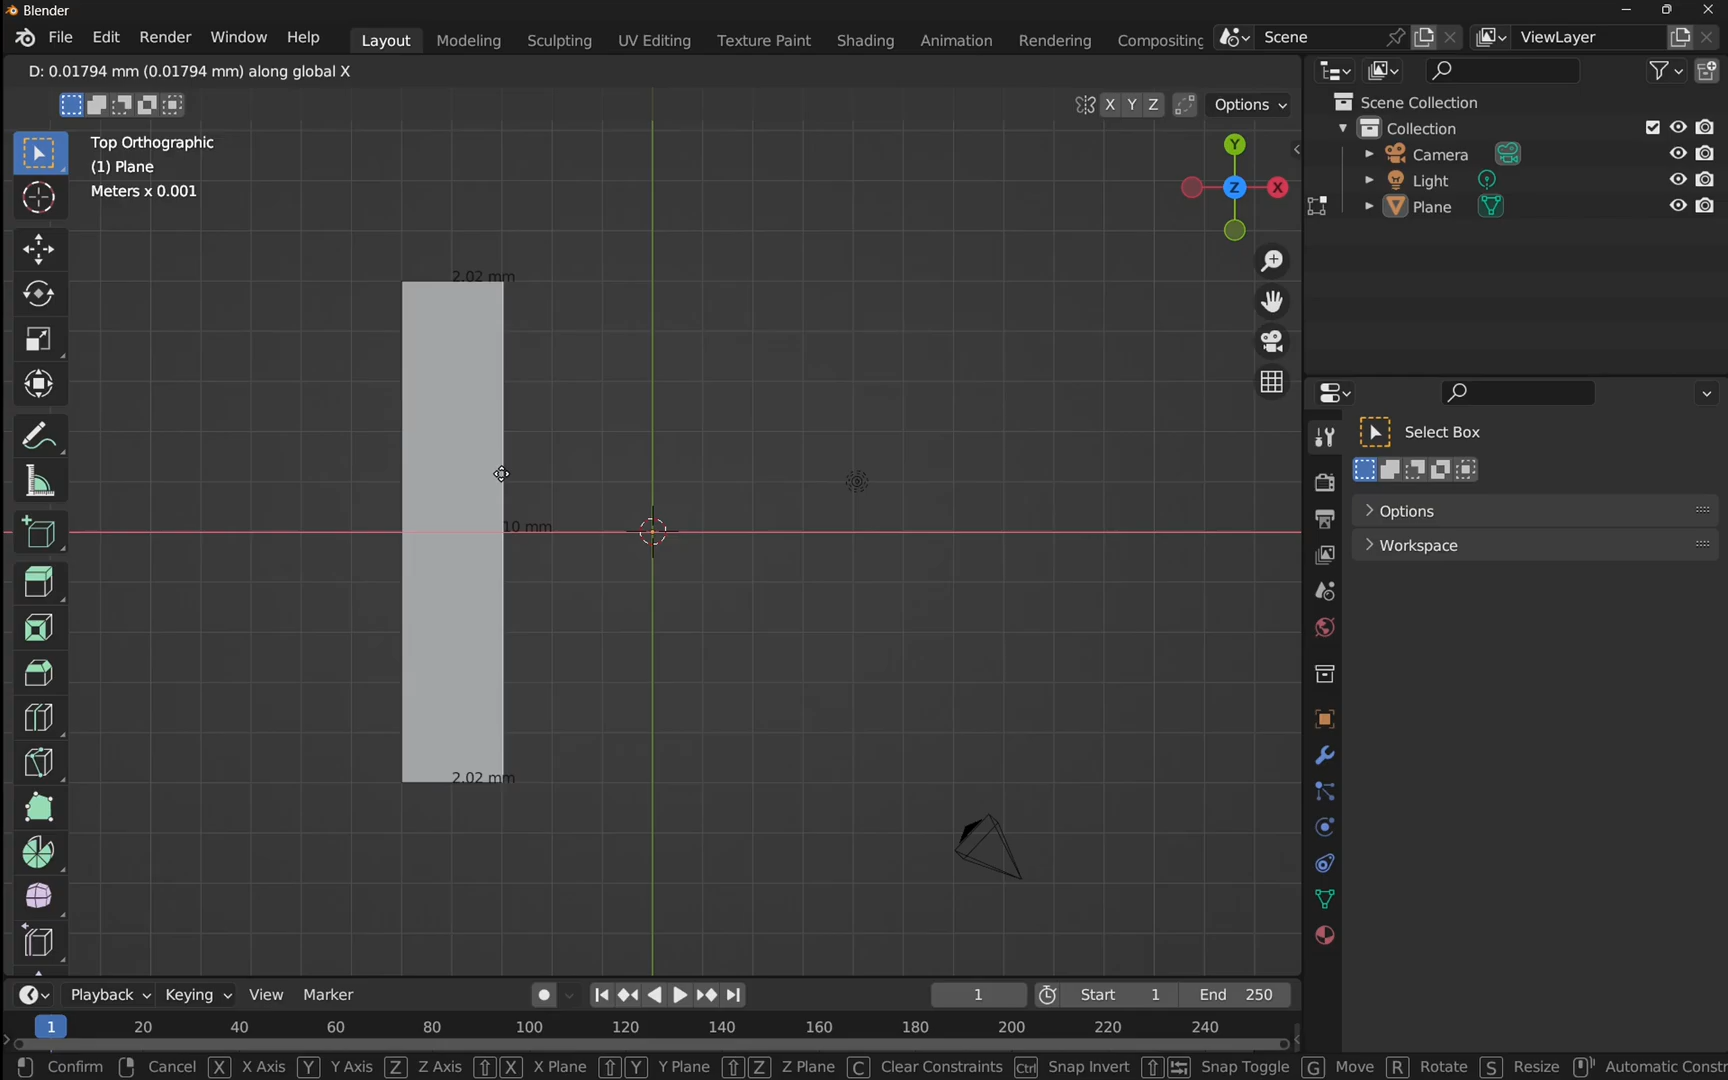 Blender
File Edit Render Window Help Layout Modeling Sculpting UV Editing Texture Paint Shading Animation Rendering Compositing Scene ViewLayer
D: 0.01794 mm (0.01794 mm) along global X
X Y Z Options
Top Orthographic
(1) Plane
Meters x 0.001
Y
Z X
Scene Collection
Collection
Camera
Light
Plane
2.02 mm
10 mm
2.02 mm
Select Box
Options
Workspace
Playback Keying View Marker 1 Start 1 End 250
1 20 40 60 80 100 120 140 160 180 200 220 240
Confirm Cancel X X Axis Y Y Axis Z Z Axis X X Plane Y Y Plane Z Z Plane C Clear Constraints Ctrl Snap Invert Snap Toggle G Move R Rotate S Resize Automatic Constr